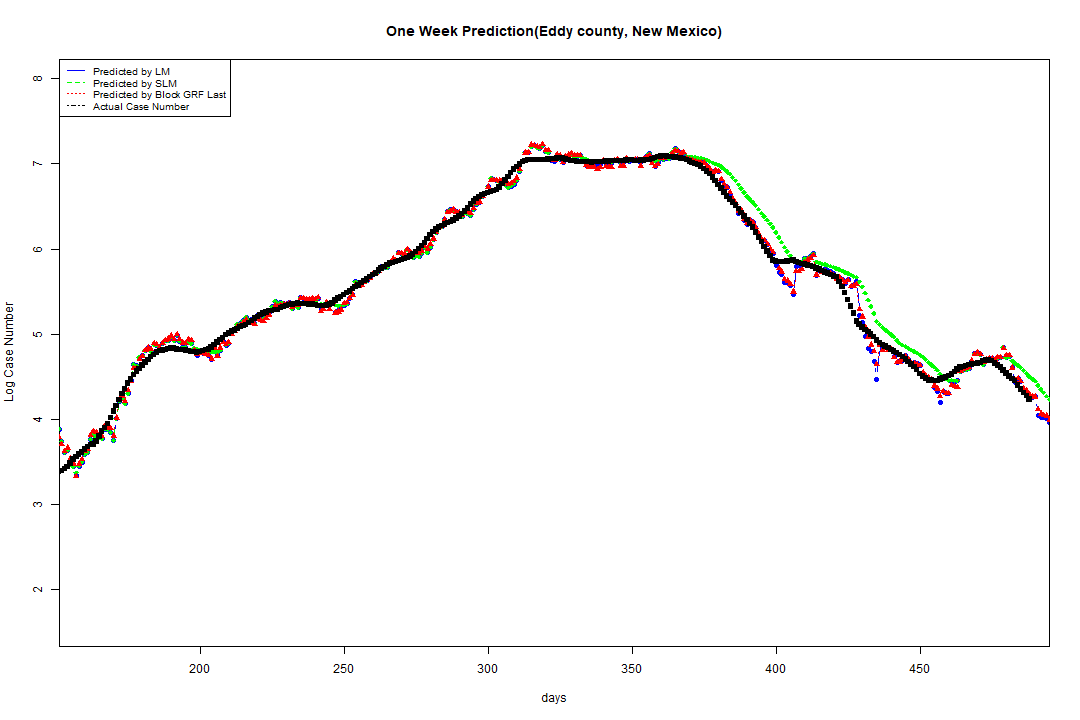 One Week Prediction(Eddy county, New Mexico)
Predicted by LM
Predicted by SLM
Predicted by Block GRF Last
Actual Case Number
Log Case Number
8
7
6
5
4
3
2
200 250 300 350 400 450
days